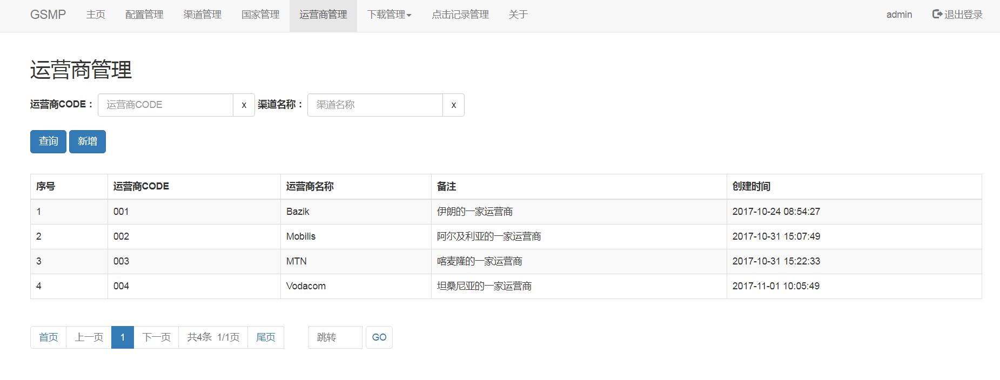 GSMP 主页 配置管理 渠道管理 国家管理 运营商管理 下载管理 点击记录管理 关于 admin 退出登录
运营商管理
运营商CODE： 运营商CODE x 渠道名称： 渠道名称 x
查询 新增
序号 运营商CODE 运营商名称 备注 创建时间
1 001 Bazik 伊朗的一家运营商 2017-10-24 08:54:27
2 002 Mobilis 阿尔及利亚的一家运营商 2017-10-31 15:07:49
3 003 MTN 喀麦隆的一家运营商 2017-10-31 15:22:33
4 004 Vodacom 坦桑尼亚的一家运营商 2017-11-01 10:05:49
首页 上一页 1 下一页 共4条 1/1页 尾页 跳转 GO